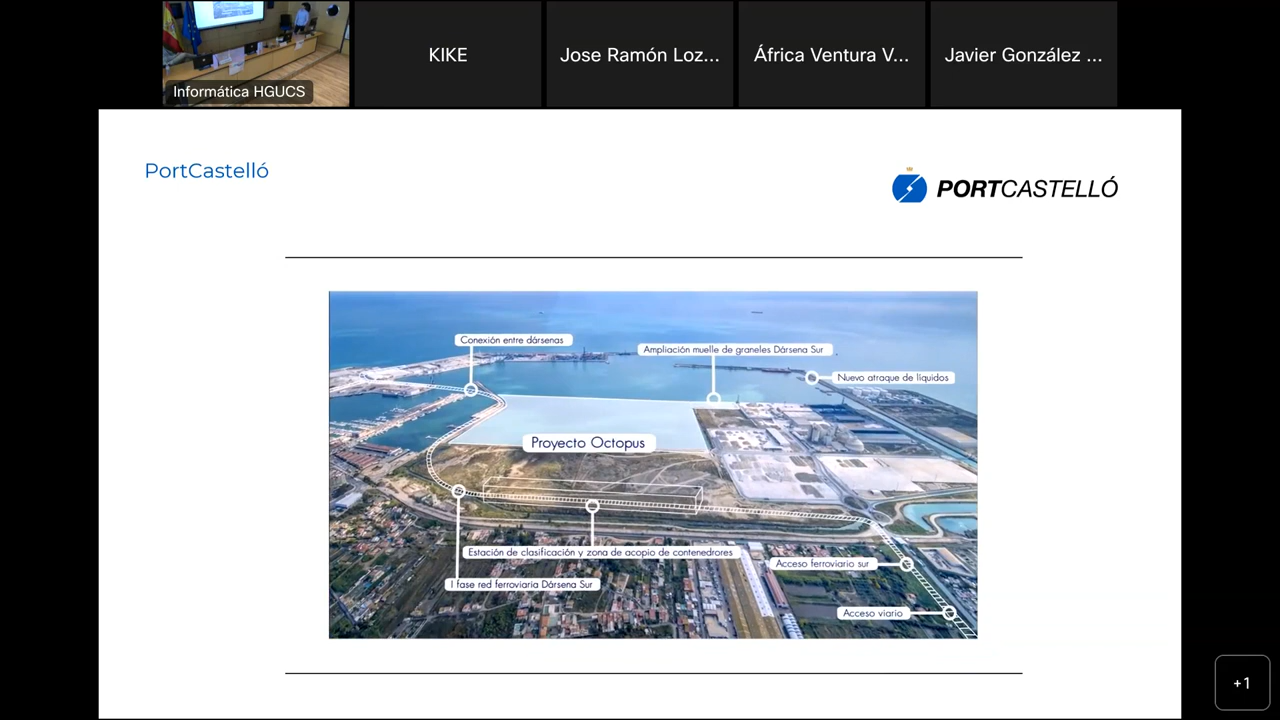 KIKE
Jose Ramón Loz...
África Ventura V...
Javier González ...
Informática HGUCS
PortCastelló
PORTCASTELLÓ
Conexión entre dársenas
Ampliación muelle de graneles Dársena Sur
Nuevo atraque de líquidos
Proyecto Octopus
Estación de clasificación y zona de acopio de contenedrores
Acceso ferroviario sur
I fase red ferroviaria Dársena Sur
Acceso viario
+1